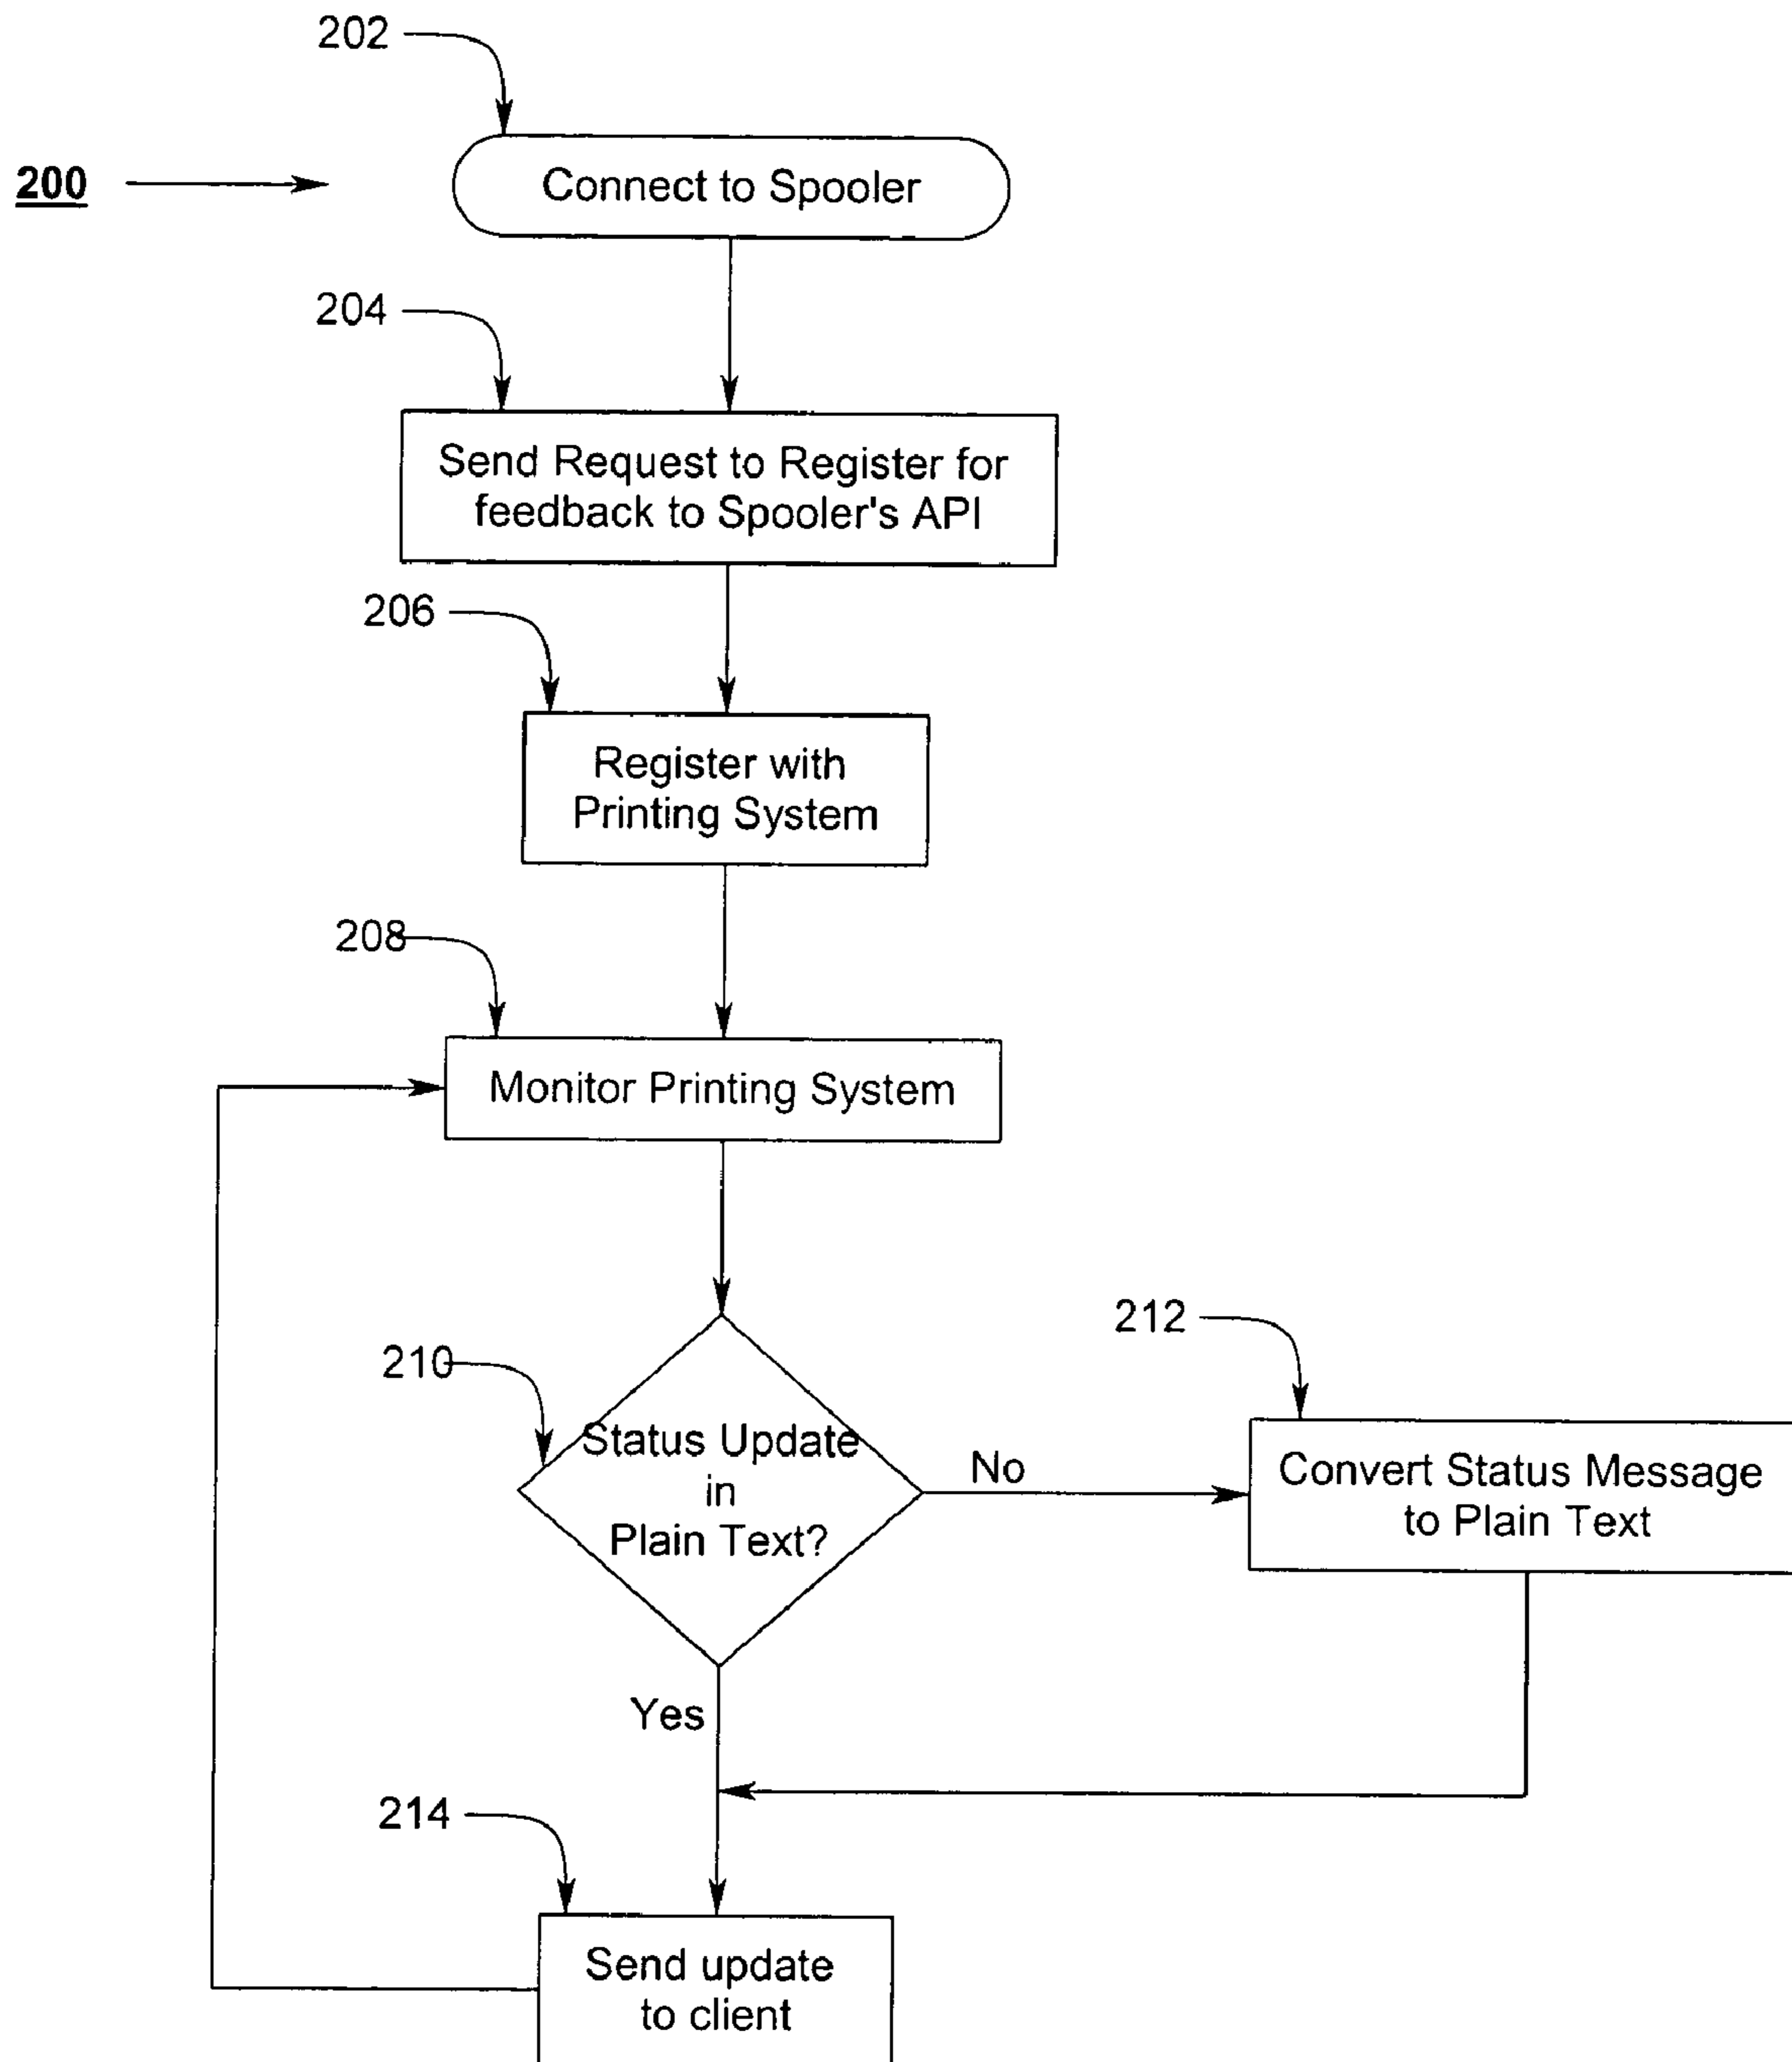 202
200
Connect to Spooler
204
Send Request to Register for
feedback to Spooler's API
206
Register with
Printing System
208
Monitor Printing System
210
Status Update
in
Plain Text?
No
212
Convert Status Message
to Plain Text
Yes
214
Send update
to client